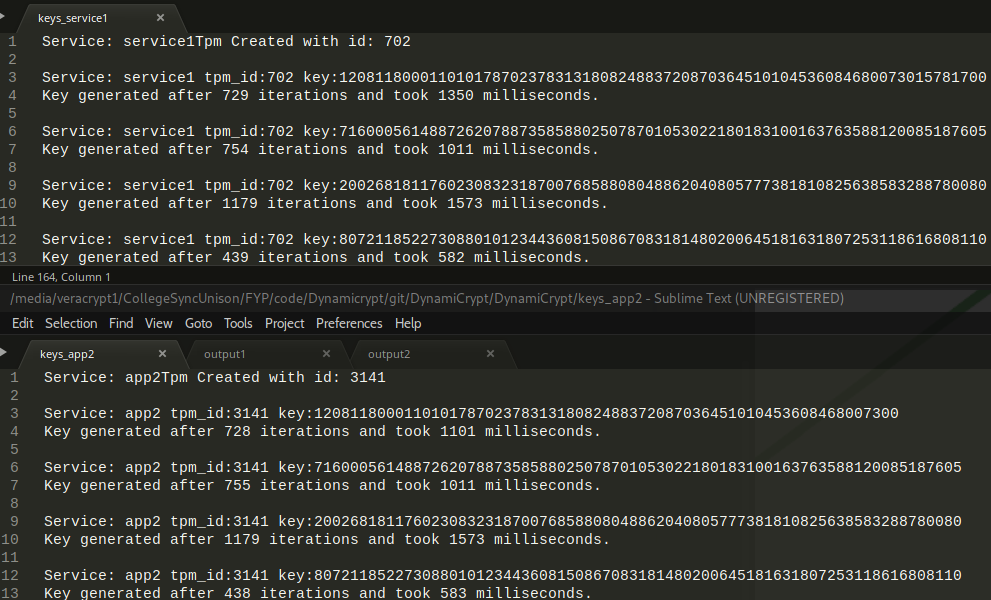 keys_service1 ×
1 Service: service1Tpm Created with id: 702
2
3 Service: service1 tpm_id:702 key:120811800011010178702378313180824883720870364510104536084680073015781700
4 Key generated after 729 iterations and took 1350 milliseconds.
5
6 Service: service1 tpm_id:702 key:716000561488726207887358588025078701053022180183100163763588120085187605
7 Key generated after 754 iterations and took 1011 milliseconds.
8
9 Service: service1 tpm_id:702 key:200268181176023083231870076858808048862040805777381810825638583288780080
10 Key generated after 1179 iterations and took 1573 milliseconds.
11
12 Service: service1 tpm_id:702 key:807211852273088010123443608150867083181480200645181631807253118616808110
13 Key generated after 439 iterations and took 582 milliseconds.
Line 164, Column 1
/media/veracrypt1/CollegeSyncUnison/FYP/code/Dynamicrypt/git/DynamiCrypt/DynamiCrypt/keys_app2 - Sublime Text (UNREGISTERED)
Edit Selection Find View Goto Tools Project Preferences Help
keys_app2 × output1 × output2 ×
1 Service: app2Tpm Created with id: 3141
2
3 Service: app2 tpm_id:3141 key:12081180001101017870237831318082488372087036451010453608468007300
4 Key generated after 728 iterations and took 1101 milliseconds.
5
6 Service: app2 tpm_id:3141 key:716000561488726207887358588025078701053022180183100163763588120085187605
7 Key generated after 755 iterations and took 1011 milliseconds.
8
9 Service: app2 tpm_id:3141 key:200268181176023083231870076858808048862040805777381810825638583288780080
10 Key generated after 1179 iterations and took 1573 milliseconds.
11
12 Service: app2 tpm_id:3141 key:807211852273088010123443608150867083181480200645181631807253118616808110
13 Key generated after 438 iterations and took 583 milliseconds.